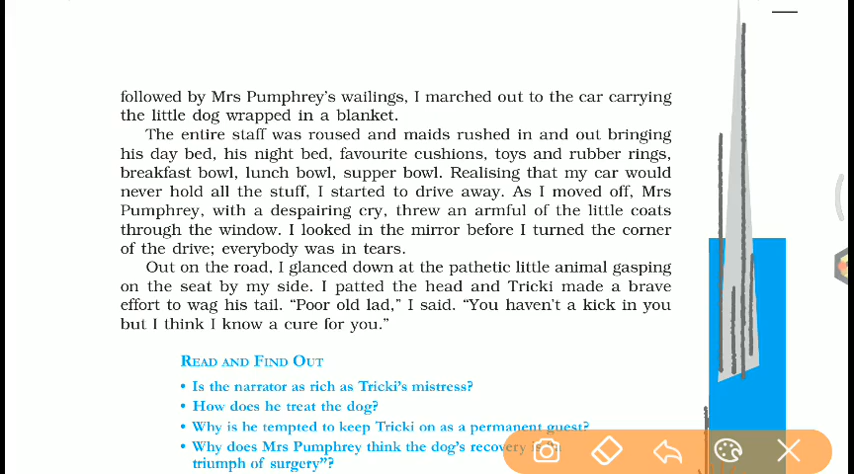 followed by Mrs Pumphrey's wailings, I marched out to the car carrying
the little dog wrapped in a blanket.
The entire staff was roused and maids rushed in and out bringing
his day bed, his night bed, favourite cushions, toys and rubber rings,
breakfast bowl, lunch bowl, supper bowl. Realising that my car would
never hold all the stuff, I started to drive away. As I moved off, Mrs
Pumphrey, with a despairing cry, threw an armful of the little coats
through the window. I looked in the mirror before I turned the corner
of the drive; everybody was in tears.
Out on the road, I glanced down at the pathetic little animal gasping
on the seat by my side. I patted the head and Tricki made a brave
effort to wag his tail. “Poor old lad,” I said. “You haven't a kick in you
but I think I know a cure for you.”
READ AND FIND OUT
• Is the narrator as rich as Tricki's mistress?
• How does he treat the dog?
• Why is he tempted to keep Tricki on as a permanent guest?
• Why does Mrs Pumphrey think the dog's recovery
triumph of surgery”?